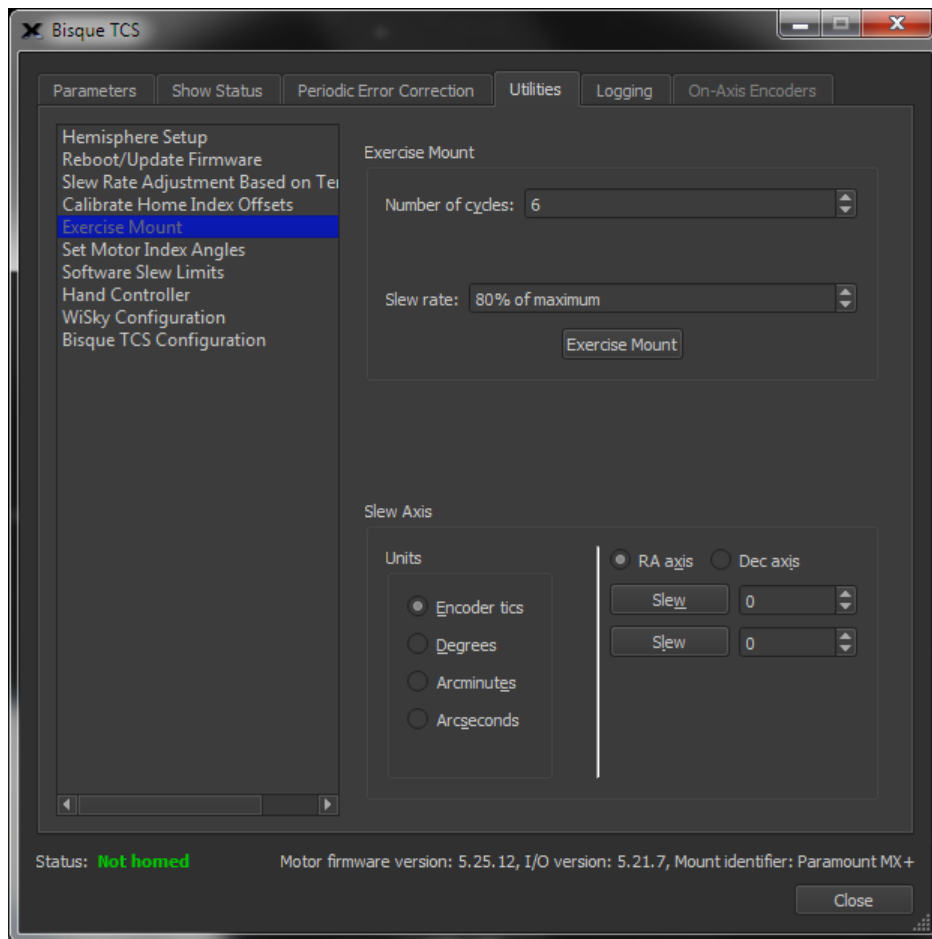 Bisque TCS
Parameters
Show Status
Periodic Error Correction
Utilities
Logging
On-Axis Encoders
Hemisphere Setup
Reboot/Update Firmware
Slew Rate Adjustment Based on Ter
Calibrate Home Index Offsets
Exercise Mount
Set Motor Index Angles
Software Slew Limits
Hand Controller
WiSky Configuration
Bisque TCS Configuration
Exercise Mount
Number of cycles: 6
Slew rate: 80% of maximum
Exercise Mount
Slew Axis
Units
Encoder tics
Degrees
Arcminutes
Arcseconds
RA axis Dec axis
Slew 0
Slew 0
Status: Not homed Motor firmware version: 5.25.12, I/O version: 5.21.7, Mount identifier: Paramount MX+
Close